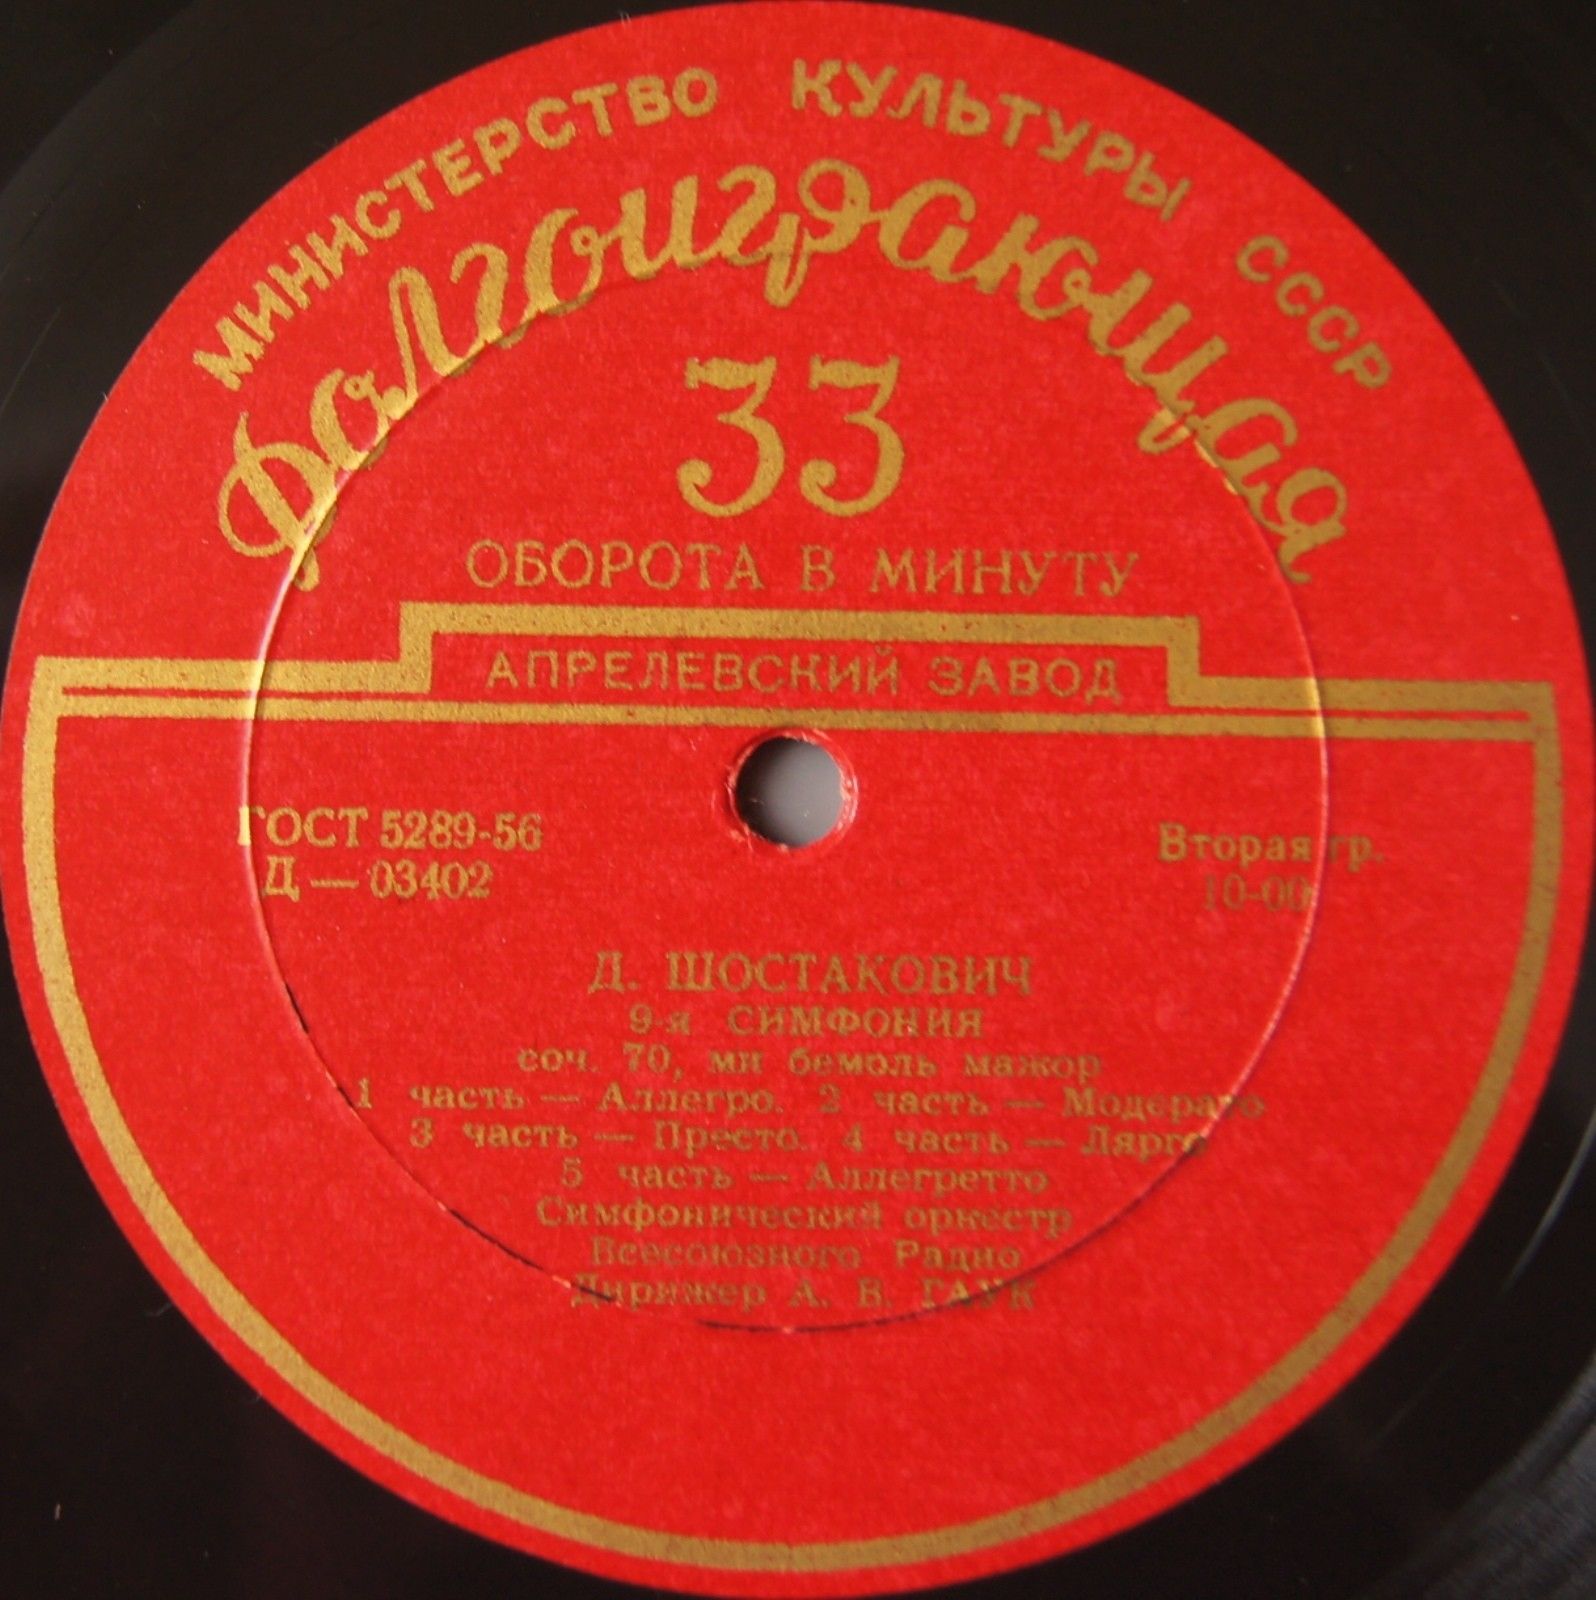 МИНИСТЕРСТВО КУЛЬТУРЫ СССР
Долгоиграющая
33
ОБОРОТА В МИНУТУ
АПРЕЛЕВСКИЙ ЗАВОД
ГОСТ 5289-56
Д — 03402
Вторая гр.
10-00
Д. ШОСТАКОВИЧ
9-я СИМФОНИЯ
соч. 70, ми бемоль мажор
1 часть — Аллегро. 2 часть — Модерато
3 часть — Престо. 4 часть — Лярго
5 часть — Аллегретто
Симфонический оркестр
Всесоюзного Радио
Дирижер А. В. ГАУК